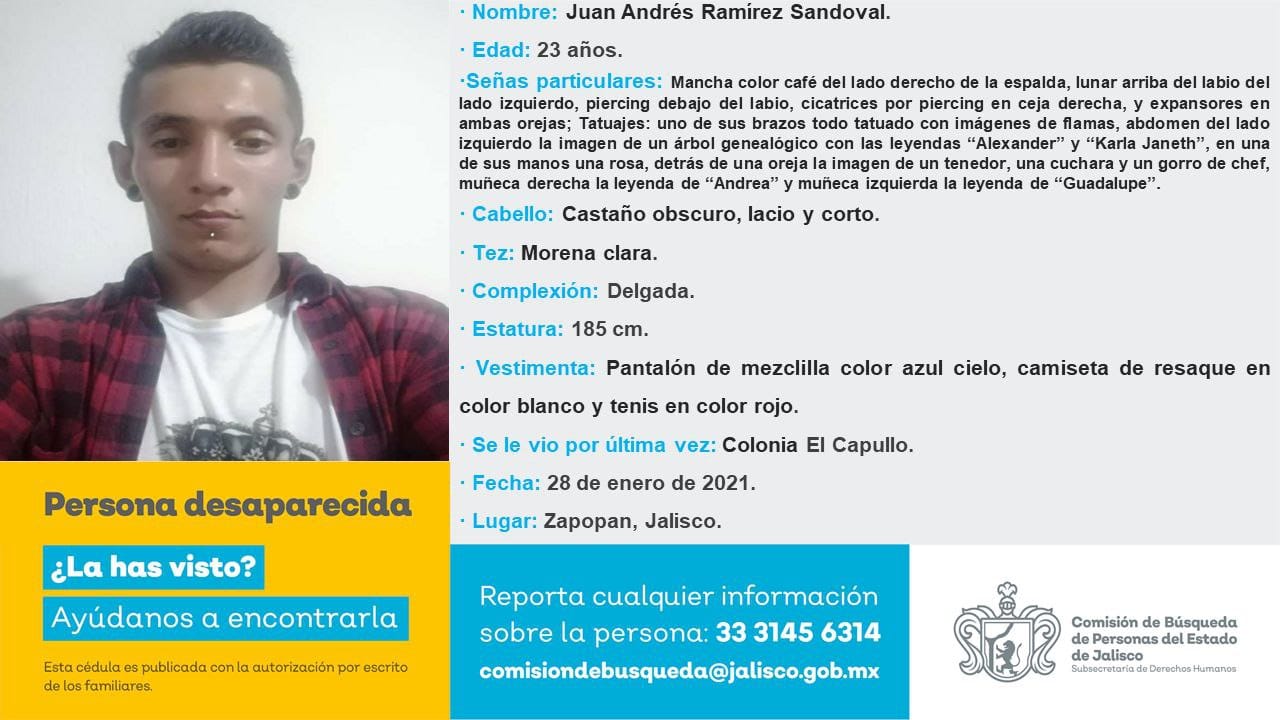 · Nombre: Juan Andrés Ramírez Sandoval.
· Edad: 23 años.
·Señas particulares: Mancha color café del lado derecho de la espalda, lunar arriba del labio del
lado izquierdo, piercing debajo del labio, cicatrices por piercing en ceja derecha, y expansores en
ambas orejas; Tatuajes: uno de sus brazos todo tatuado con imágenes de flamas, abdomen del lado
izquierdo la imagen de un árbol genealógico con las leyendas “Alexander” y “Karla Janeth”, en una
de sus manos una rosa, detrás de una oreja la imagen de un tenedor, una cuchara y un gorro de chef,
muñeca derecha la leyenda de “Andrea” y muñeca izquierda la leyenda de “Guadalupe”.
· Cabello: Castaño obscuro, lacio y corto.
· Tez: Morena clara.
· Complexión: Delgada.
· Estatura: 185 cm.
· Vestimenta: Pantalón de mezclilla color azul cielo, camiseta de resaque en
color blanco y tenis en color rojo.
· Se le vio por última vez: Colonia El Capullo.
· Fecha: 28 de enero de 2021.
· Lugar: Zapopan, Jalisco.
Persona desaparecida
¿La has visto?
Ayúdanos a encontrarla
Esta cédula es publicada con la autorización por escrito
de los familiares.
Reporta cualquier información
sobre la persona: 33 3145 6314
comisiondebusqueda@jalisco.gob.mx
Comisión de Búsqueda
de Personas del Estado
de Jalisco
Subsecretaría de Derechos Humanos